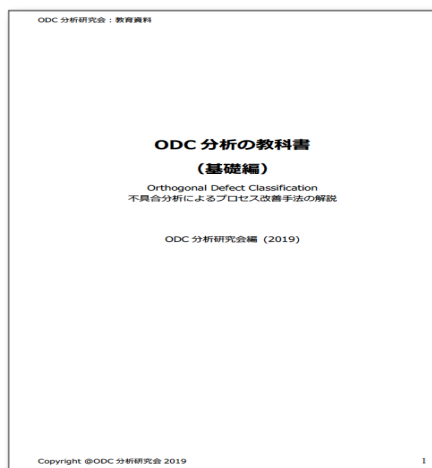 ODC 分析研究会：教育資料
ODC 分析の教科書
（基礎編）
Orthogonal Defect Classification
不具合分析によるプロセス改善手法の解説
ODC 分析研究会編 (2019)
Copyright @ODC 分析研究会 2019 1